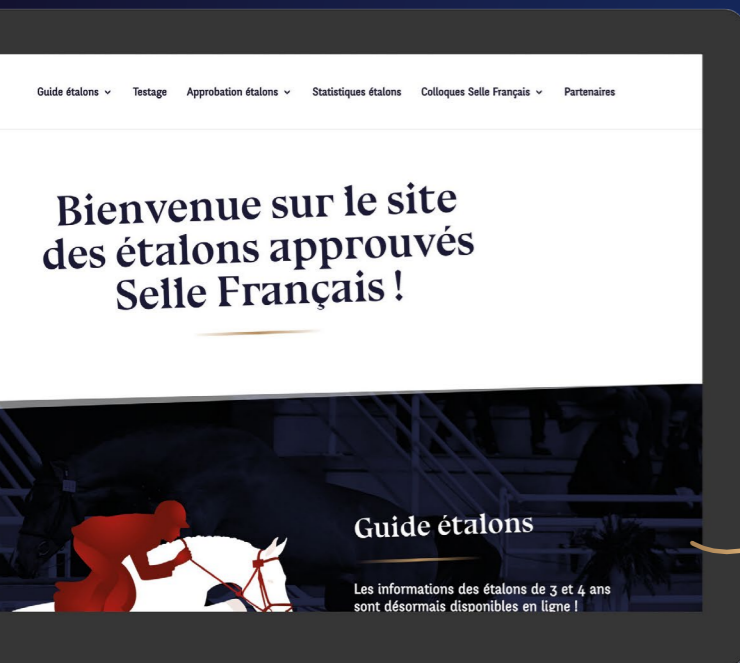 Guide étalons Testage Approbation étalons Statistiques étalons Colloques Selle Français Partenaires
Bienvenue sur le site
des étalons approuvés
Selle Français !
Guide étalons
Les informations des étalons de 3 et 4 ans
sont désormais disponibles en ligne !